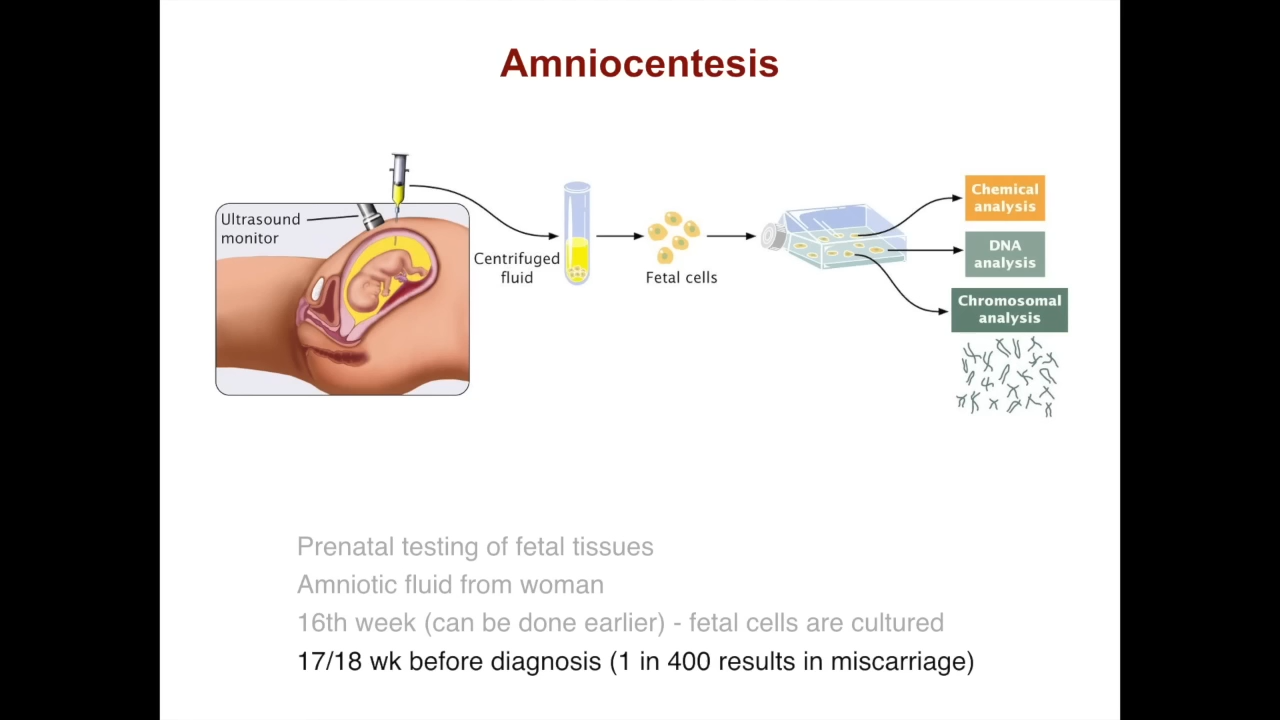 Amniocentesis
Ultrasound
monitor
Centrifuged
fluid
Fetal cells
Chemical
analysis
DNA
analysis
Chromosomal
analysis
Prenatal testing of fetal tissues
Amniotic fluid from woman
16th week (can be done earlier) - fetal cells are cultured
17/18 wk before diagnosis (1 in 400 results in miscarriage)